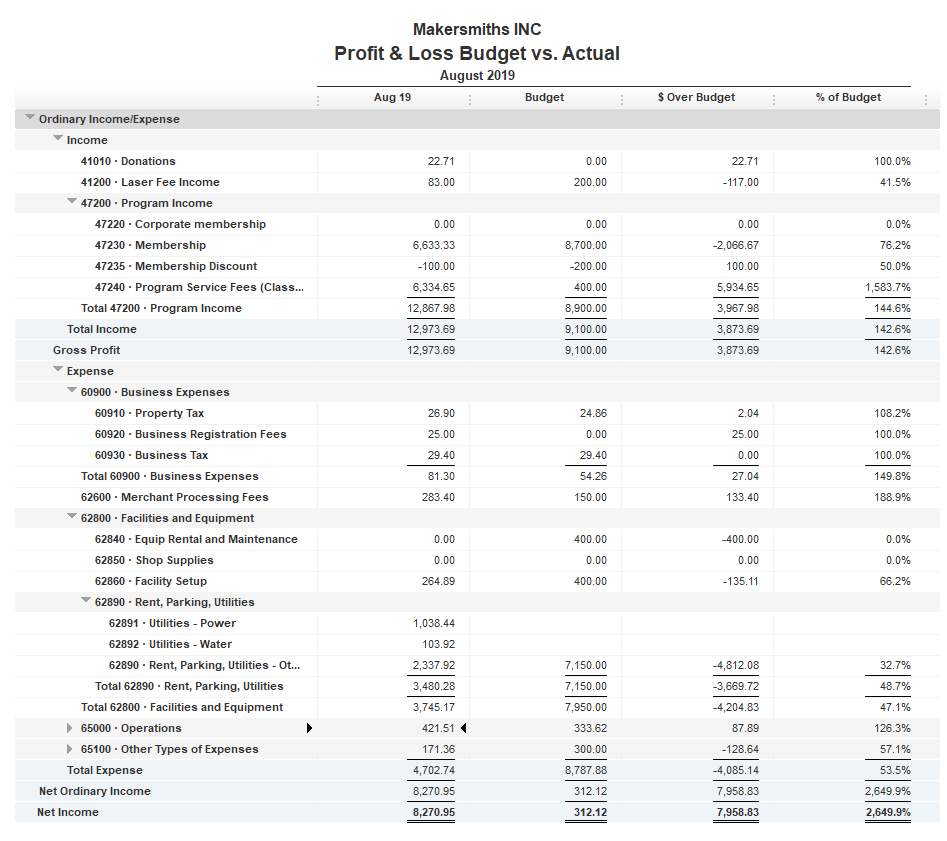 Makersmiths INC
Profit & Loss Budget vs. Actual
August 2019
Aug 19 Budget $ Over Budget % of Budget
Ordinary Income/Expense
Income
41010 · Donations 22.71 0.00 22.71 100.0%
41200 · Laser Fee Income 83.00 200.00 -117.00 41.5%
47200 · Program Income
47220 · Corporate membership 0.00 0.00 0.00 0.0%
47230 · Membership 6,633.33 8,700.00 -2,066.67 76.2%
47235 · Membership Discount -100.00 -200.00 100.00 50.0%
47240 · Program Service Fees (Class... 6,334.65 400.00 5,934.65 1,583.7%
Total 47200 · Program Income 12,867.98 8,900.00 3,967.98 144.6%
Total Income 12,973.69 9,100.00 3,873.69 142.6%
Gross Profit 12,973.69 9,100.00 3,873.69 142.6%
Expense
60900 · Business Expenses
60910 · Property Tax 26.90 24.86 2.04 108.2%
60920 · Business Registration Fees 25.00 0.00 25.00 100.0%
60930 · Business Tax 29.40 29.40 0.00 100.0%
Total 60900 · Business Expenses 81.30 54.26 27.04 149.8%
62600 · Merchant Processing Fees 283.40 150.00 133.40 188.9%
62800 · Facilities and Equipment
62840 · Equip Rental and Maintenance 0.00 400.00 -400.00 0.0%
62850 · Shop Supplies 0.00 0.00 0.00 0.0%
62860 · Facility Setup 264.89 400.00 -135.11 66.2%
62890 · Rent, Parking, Utilities
62891 · Utilities - Power 1,038.44
62892 · Utilities - Water 103.92
62890 · Rent, Parking, Utilities - Ot... 2,337.92 7,150.00 -4,812.08 32.7%
Total 62890 · Rent, Parking, Utilities 3,480.28 7,150.00 -3,669.72 48.7%
Total 62800 · Facilities and Equipment 3,745.17 7,950.00 -4,204.83 47.1%
65000 · Operations 421.51 333.62 87.89 126.3%
65100 · Other Types of Expenses 171.36 300.00 -128.64 57.1%
Total Expense 4,702.74 8,787.88 -4,085.14 53.5%
Net Ordinary Income 8,270.95 312.12 7,958.83 2,649.9%
Net Income 8,270.95 312.12 7,958.83 2,649.9%